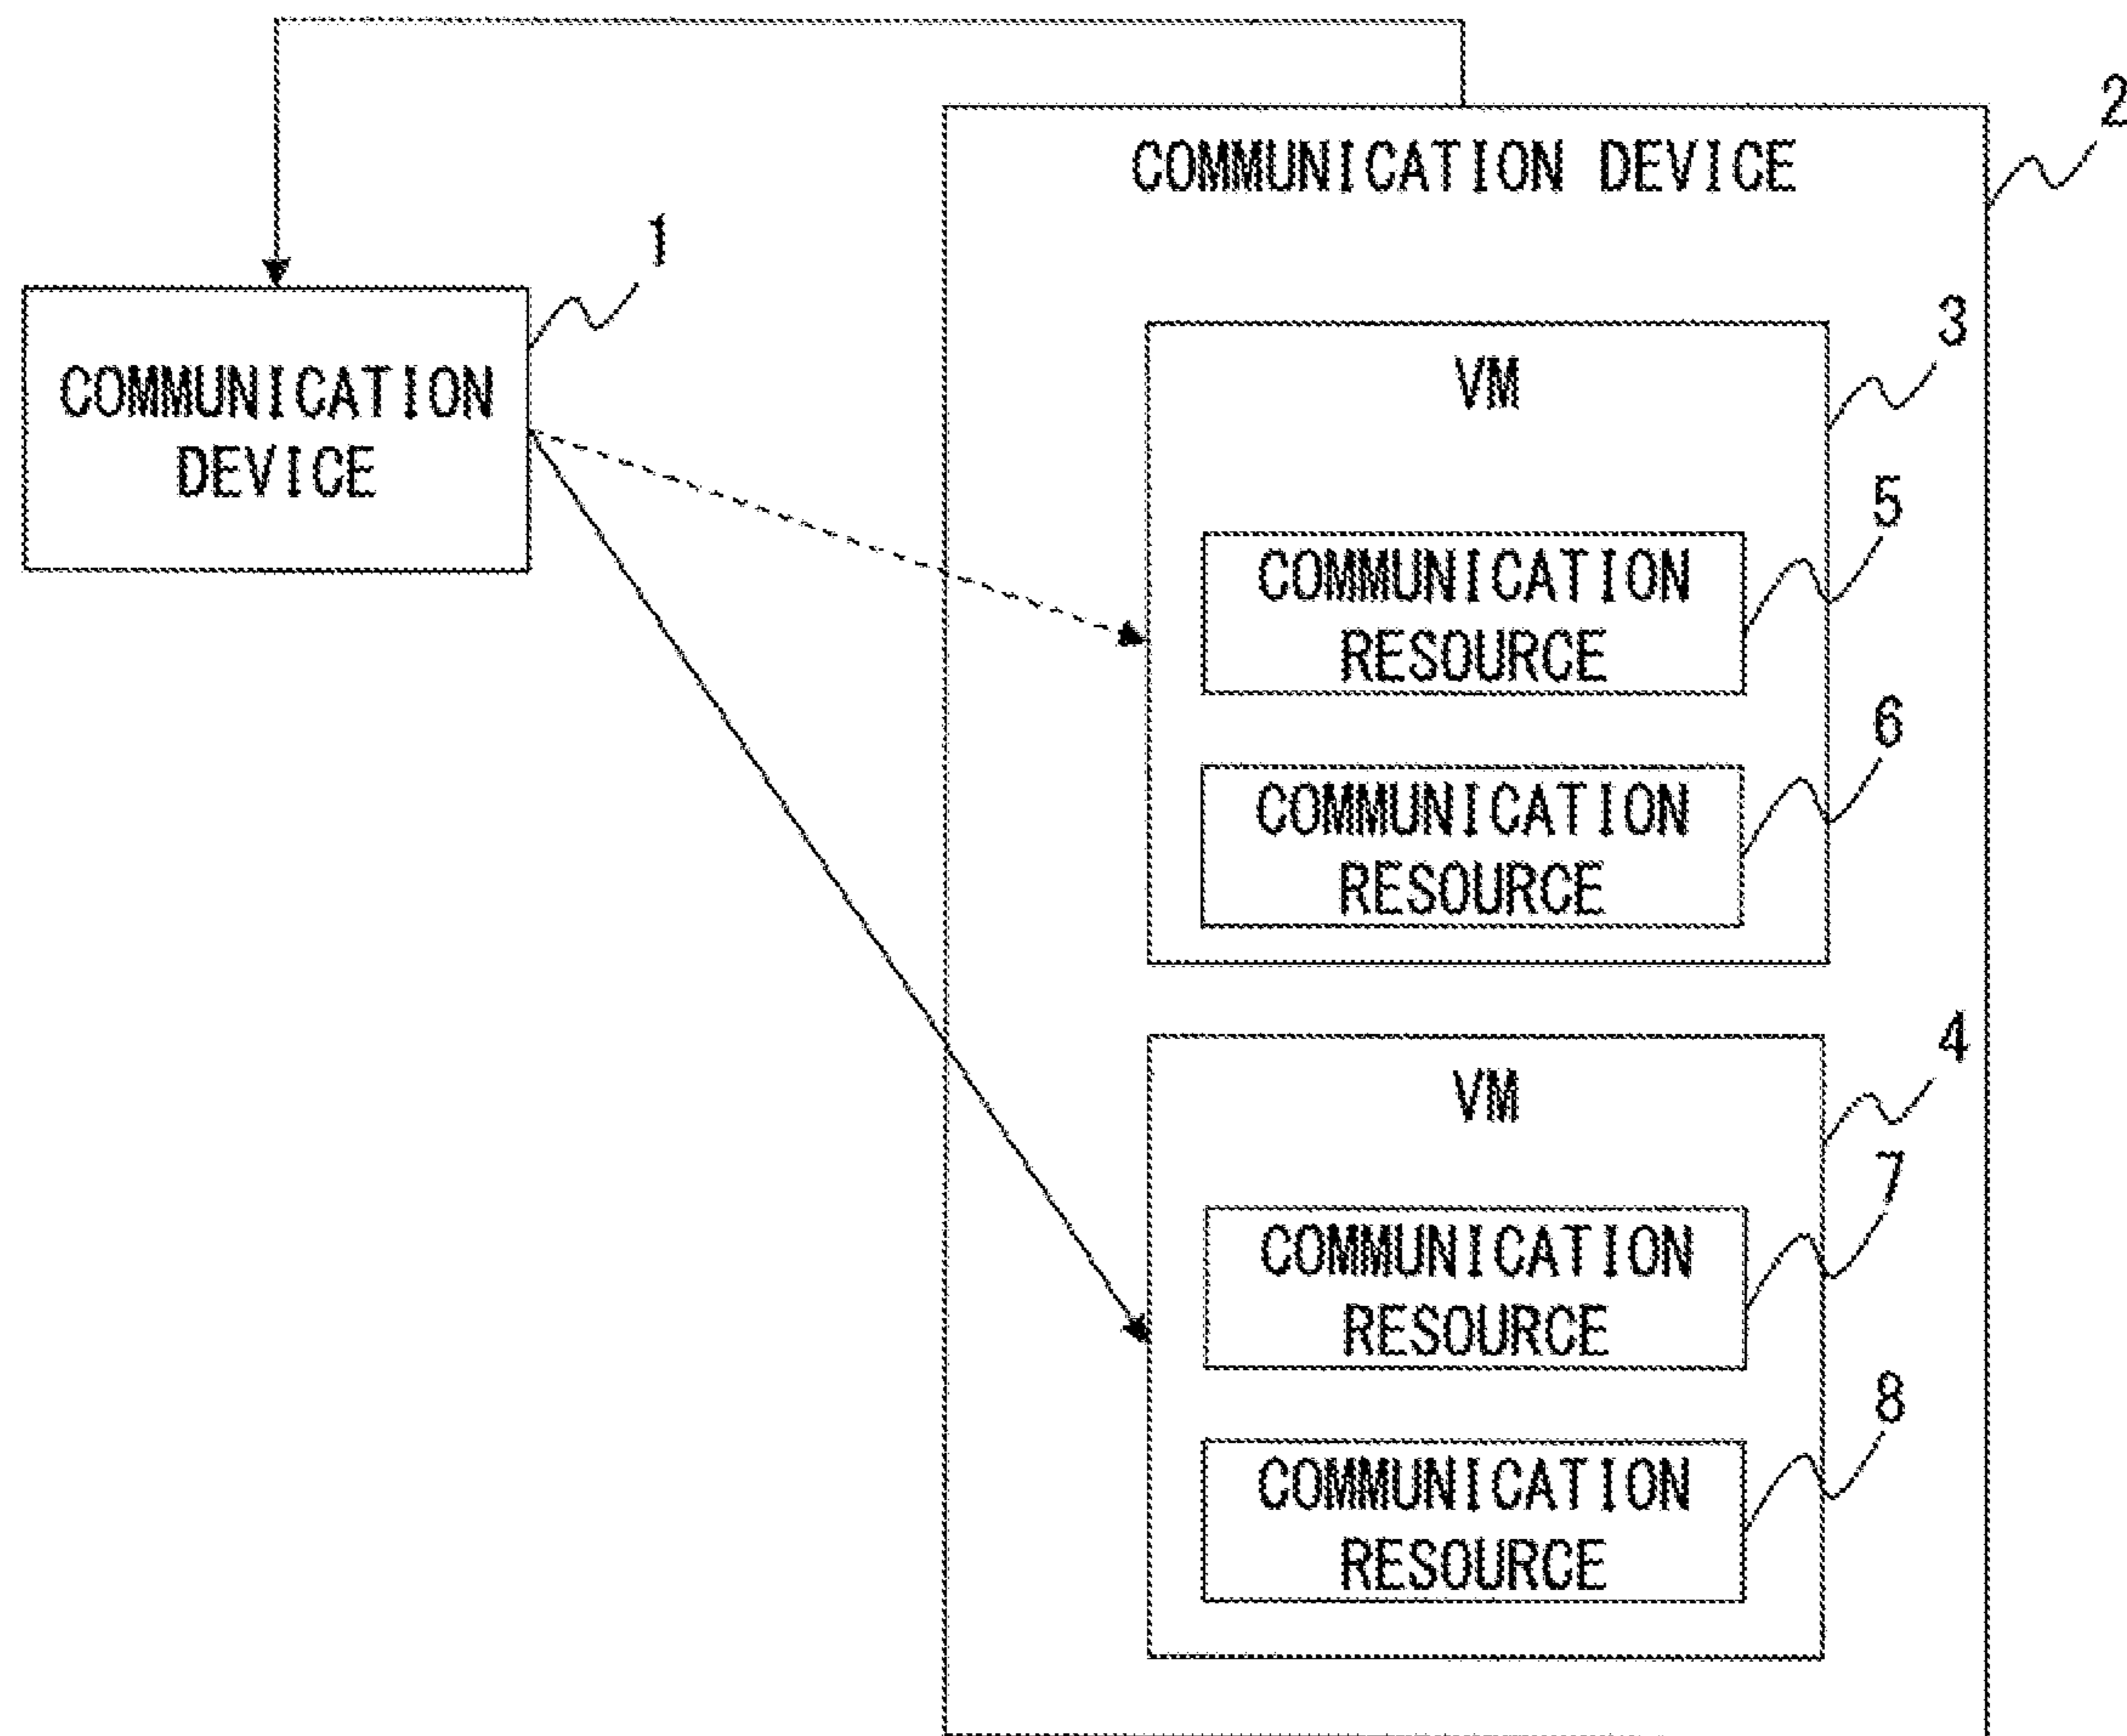 2
COMMUNICATION DEVICE
1
3
COMMUNICATION
DEVICE
VM
5
COMMUNICATION
RESOURCE
6
COMMUNICATION
RESOURCE
4
VM
7
COMMUNICATION
RESOURCE
8
COMMUNICATION
RESOURCE